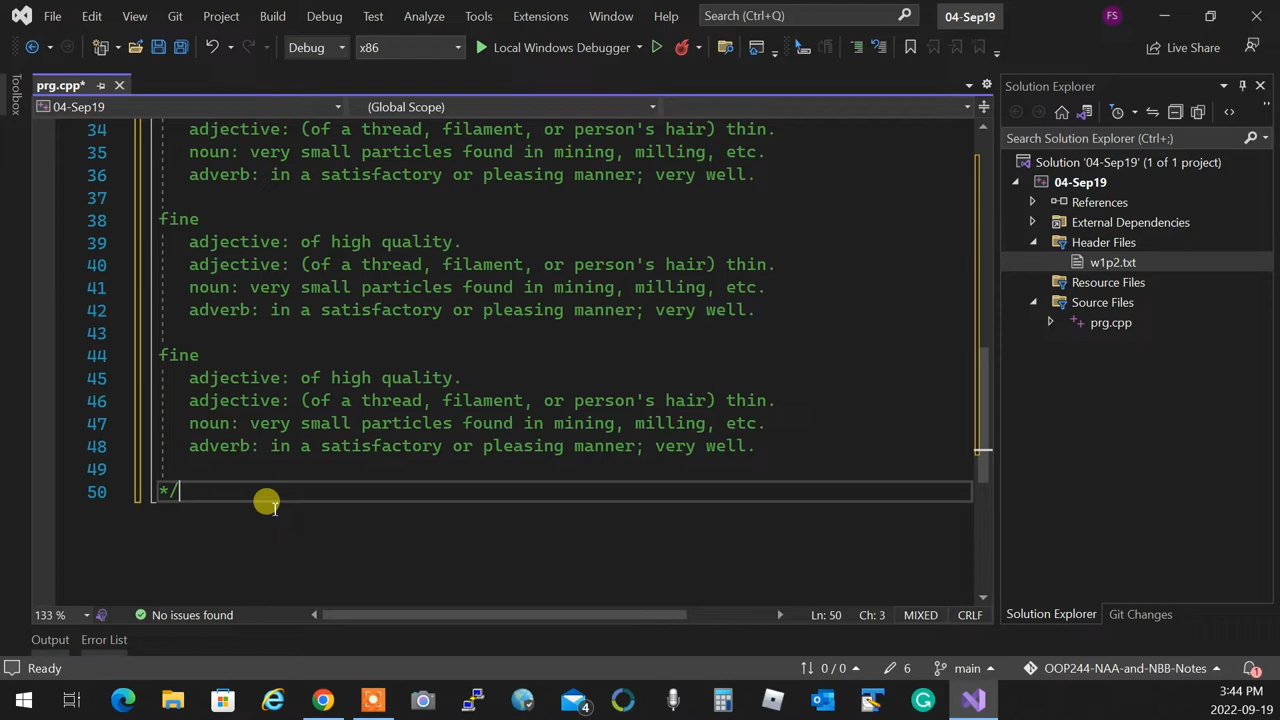 File Edit View Git Project Build Debug Test Analyze Tools Extensions Window Help Search (Ctrl+Q) 04-Sep19 FS
Debug x86 Local Windows Debugger Live Share
Toolbox
prg.cpp*
04-Sep19 (Global Scope)
34 adjective: (of a thread, filament, or person's hair) thin.
35 noun: very small particles found in mining, milling, etc.
36 adverb: in a satisfactory or pleasing manner; very well.
37
38 fine
39 adjective: of high quality.
40 adjective: (of a thread, filament, or person's hair) thin.
41 noun: very small particles found in mining, milling, etc.
42 adverb: in a satisfactory or pleasing manner; very well.
43
44 fine
45 adjective: of high quality.
46 adjective: (of a thread, filament, or person's hair) thin.
47 noun: very small particles found in mining, milling, etc.
48 adverb: in a satisfactory or pleasing manner; very well.
49
50 */
133 % No issues found Ln: 50 Ch: 3 MIXED CRLF
Solution Explorer
Search Solution Explorer (Ctrl+;)
Solution '04-Sep19' (1 of 1 project)
04-Sep19
References
External Dependencies
Header Files
w1p2.txt
Resource Files
Source Files
prg.cpp
Solution Explorer Git Changes
Output Error List
Ready 0 / 0 6 main OOP244-NAA-and-NBB-Notes 1
4
3:44 PM
2022-09-19